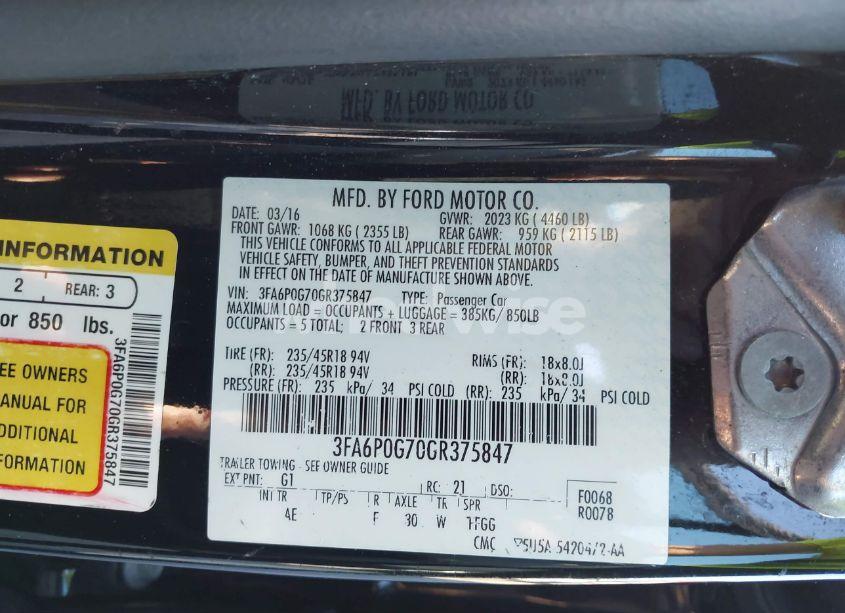 MFD. BY FORD MOTOR CO.
DATE: 03/16 GVWR: 2023 KG ( 4460 LB)
FRONT GAWR: 1068 KG ( 2355 LB) REAR GAWR: 959 KG ( 2115 LB)
THIS VEHICLE CONFORMS TO ALL APPLICABLE FEDERAL MOTOR
VEHICLE SAFETY, BUMPER, AND THEFT PREVENTION STANDARDS
IN EFFECT ON THE DATE OF MANUFACTURE SHOWN ABOVE.
VIN: 3FA6P0G70GR375847 TYPE: Passenger Car
MAXIMUM LOAD = OCCUPANTS + LUGGAGE = 385KG/ 850LB
OCCUPANTS = 5 TOTAL; 2 FRONT 3 REAR
TIRE (FR): 235/45R18 94V RIMS (FR): 18x8.0J
(RR): 235/45R18 94V (RR): 18x8.0J
PRESSURE (FR): 235 kPa/ 34 PSI COLD (RR): 235 kPa/ 34 PSI COLD
3FA6P0G70GR375847
TRAILER TOWING - SEE OWNER GUIDE
EXT PNT: G1 RC: 21 DSO: F0068
INT TR TP/PS R AXLE TR SPR R0078
4E F 30 W
CMC
INFORMATION
2 REAR: 3
or 850 lbs.
EE OWNERS
MANUAL FOR
ADDITIONAL
INFORMATION
3FA6P0G70GR375847
MFD. BY FORD MOTOR CO